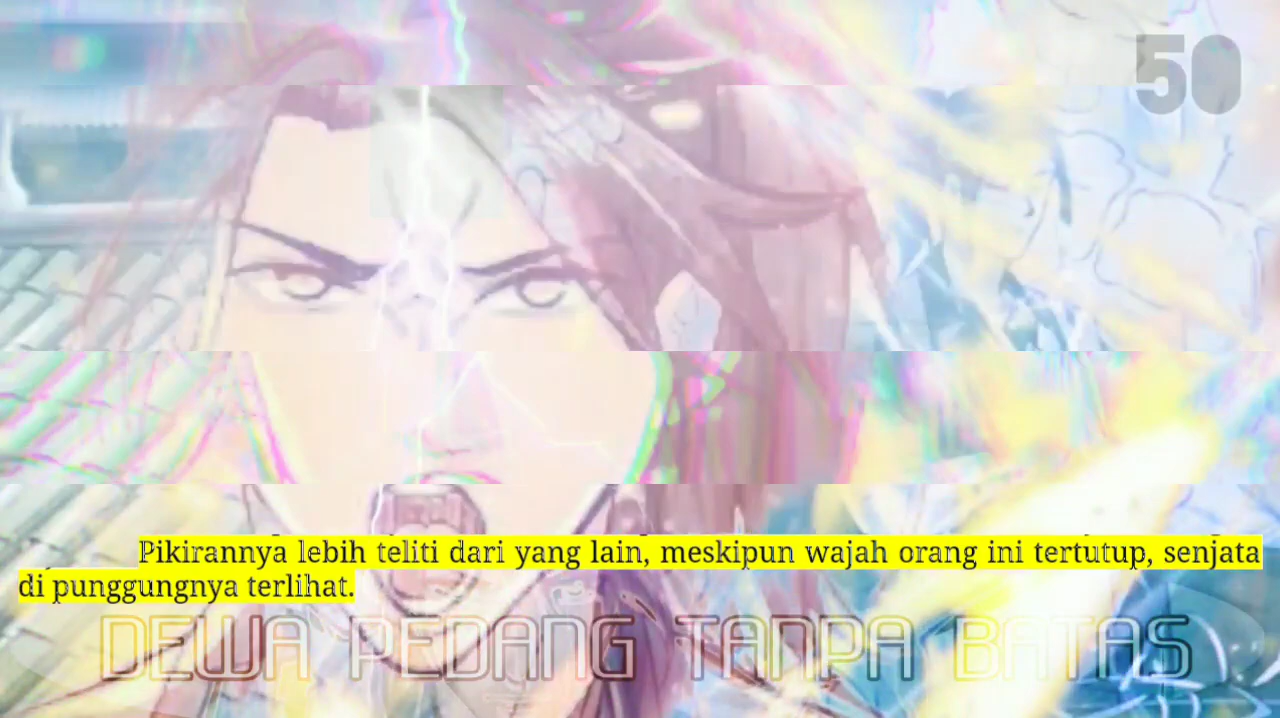 50
Pikirannya lebih teliti dari yang lain, meskipun wajah orang ini tertutup, senjata
di punggungnya terlihat.
DEWA PEDANG TANPA BATAS